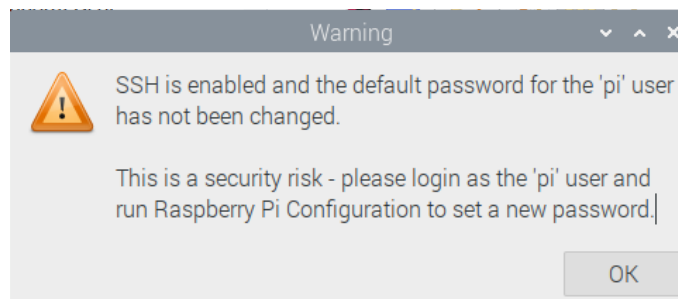 Warning
SSH is enabled and the default password for the 'pi' user
has not been changed.
This is a security risk - please login as the 'pi' user and
run Raspberry Pi Configuration to set a new password.
OK